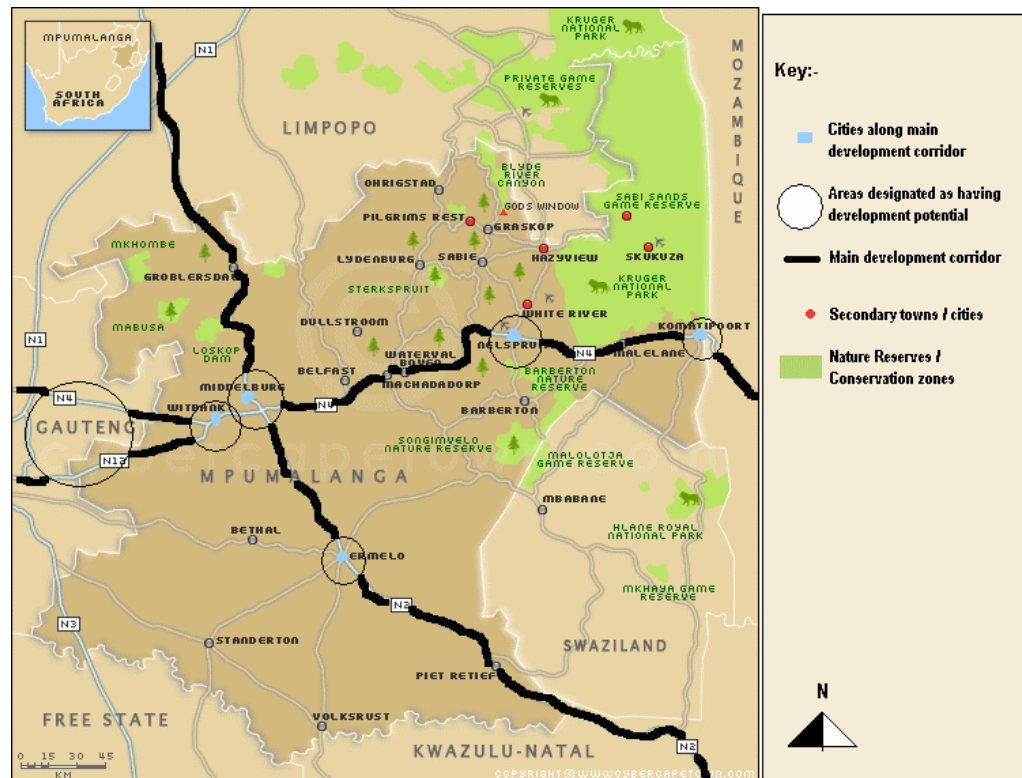 MPUMALANGA
SOUTH
AFRICA
N1
KRUGER
NATIONAL
PARK
PRIVATE GAME
RESERVES
MOZAMBIQUE
LIMPOPO
BLYDE
RIVER
CANYON
OHRIGSTAD
GODS WINDOW
PILGRIMS REST
GRASKOP
SABI SANDS
GAME RESERVE
MKHOMBE
GROBLERSDAL
LYDENBURG
SABIE
HAZYVIEW
SKUKUZA
STERKSPRUIT
KRUGER
NATIONAL
PARK
MABUSA
WHITE RIVER
DULLSTROOM
KOMATIPOORT
N1
LOSKOP
DAM
WATERVAL
BOVEN
NELSPRUIT
N4
MALELANE
BELFAST
MACHADADORP
BARBERTON
NATURE
RESERVE
MIDDELBURG
N4
WITBANK
N4
BARBERTON
GAUTENG
SONGIMVELO
NATURE RESERVE
N12
MALOLOTJA
GAME RESERVE
MPUMALANGA
MBABANE
BETHAL
HLANE ROYAL
NATIONAL PARK
ERMELO
MKHAYA GAME
RESERVE
N2
N3
STANDERTON
SWAZILAND
PIET RETIEF
FREE STATE
VOLKSRUST
KWAZULU-NATAL
N2
0 15 30 45
KM
COPYRIGHT@WWW.CYBERCAPETOWN.COM
Key:-
Cities along main
development corridor
Areas designated as having
development potential
Main development corridor
Secondary towns / cities
Nature Reserves /
Conservation zones
N